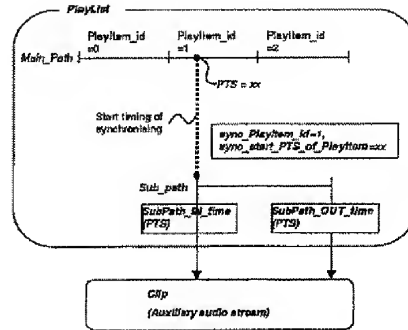 PlayList
PlayItem_id
=0
PlayItem_id
=1
PlayItem_id
=2
Main_Path
PTS = xx
Start timing of
synchronising
sync_PlayItem_id=1,
sync_start_PTS_of_PlayItem=xx
Sub_path
SubPath_IN_time
(PTS)
SubPath_OUT_time
(PTS)
Clip
(Auxiliary audio stream)